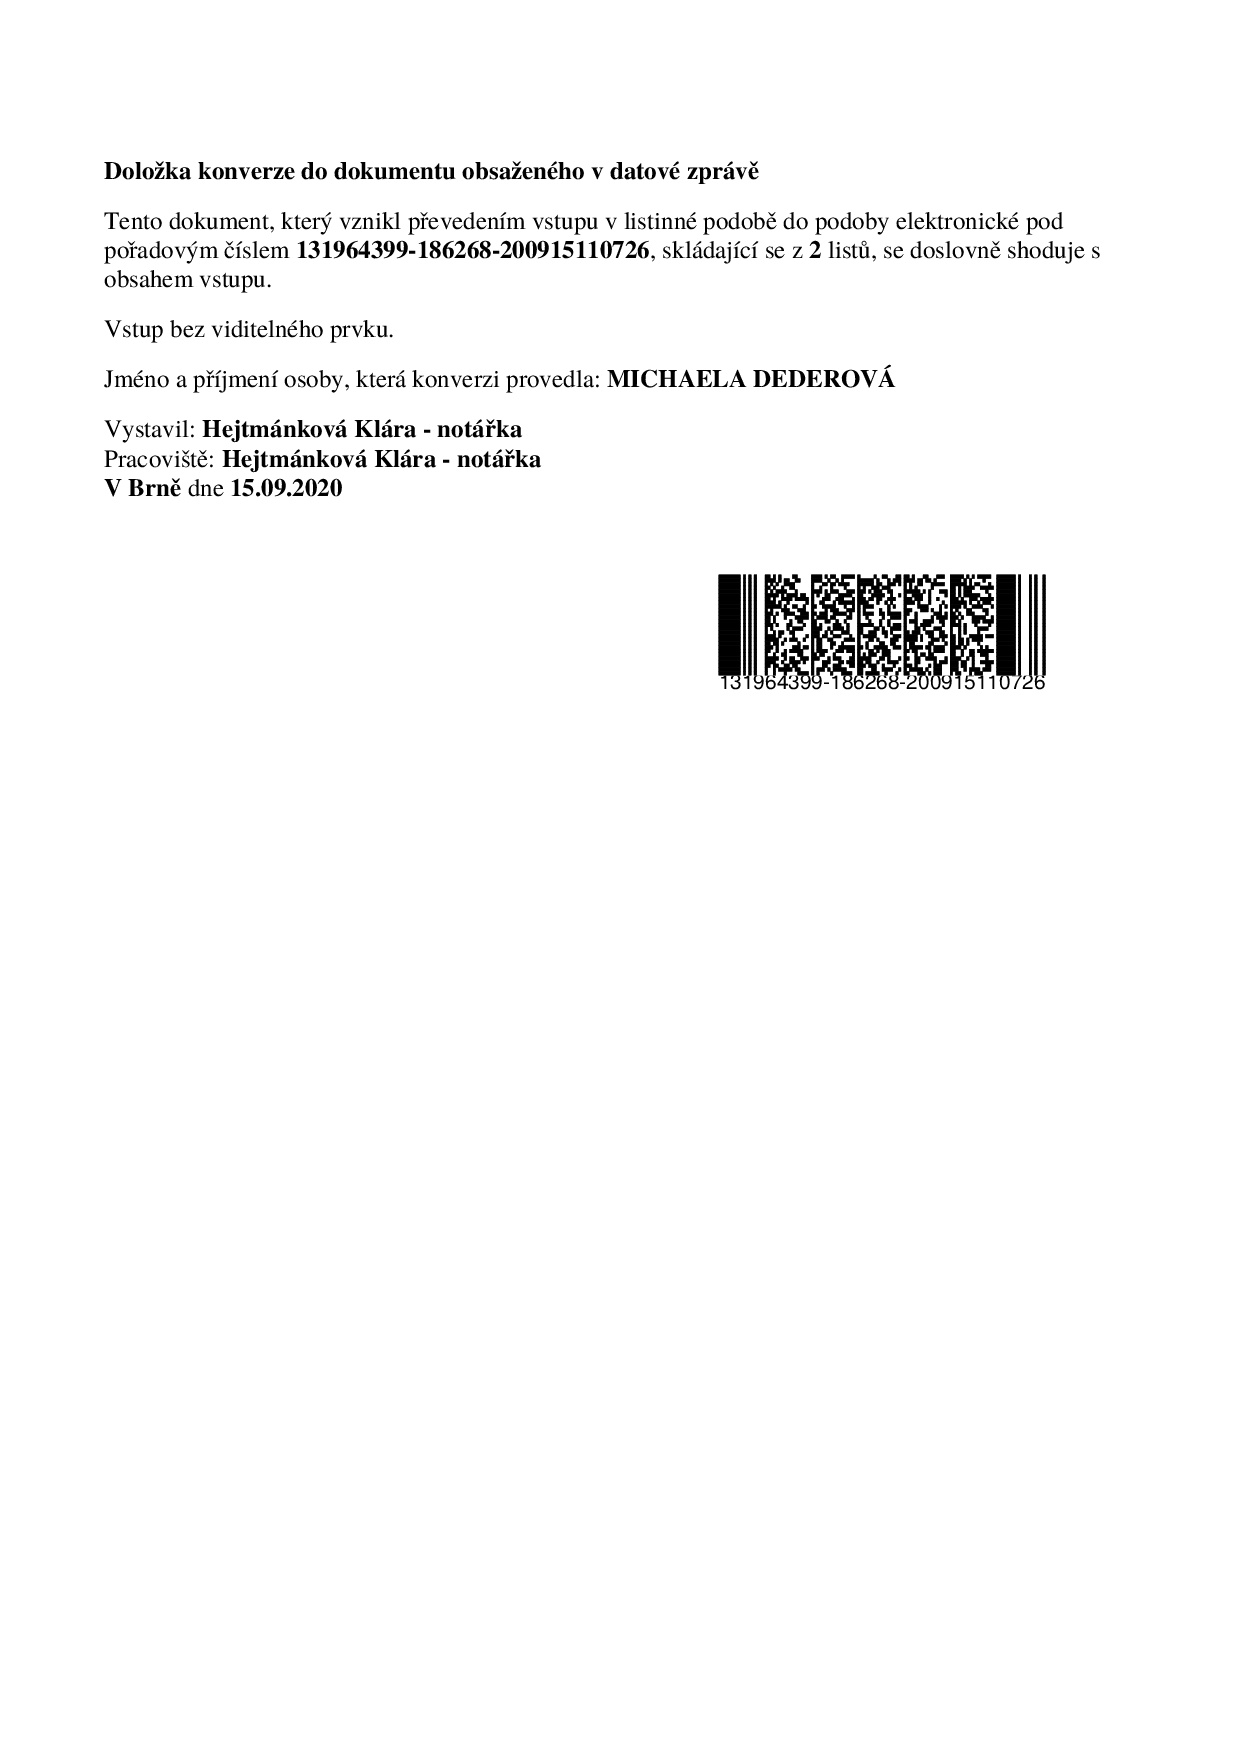 Doložka konverze do dokumentu obsaženého v datové zprávě
Tento dokument, který vznikl převedením vstupu v listinné podobě do podoby elektronické pod
pořadovým číslem 131964399-186268-200915110726, skládající se z 2 listů, se doslovně shoduje s
obsahem vstupu.
Vstup bez viditelného prvku.
Jméno a příjmení osoby, která konverzi provedla: MICHAELA DEDEROVÁ
Vystavil: Hejtmánková Klára - notářka
Pracoviště: Hejtmánková Klára - notářka
V Brně dne 15.09.2020
131964399-186268-200915110726